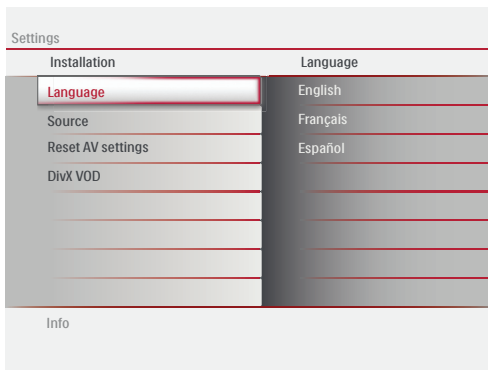 Settings
Installation
Language
Language
English
Source
Français
Reset AV settings
Español
DivX VOD
Info